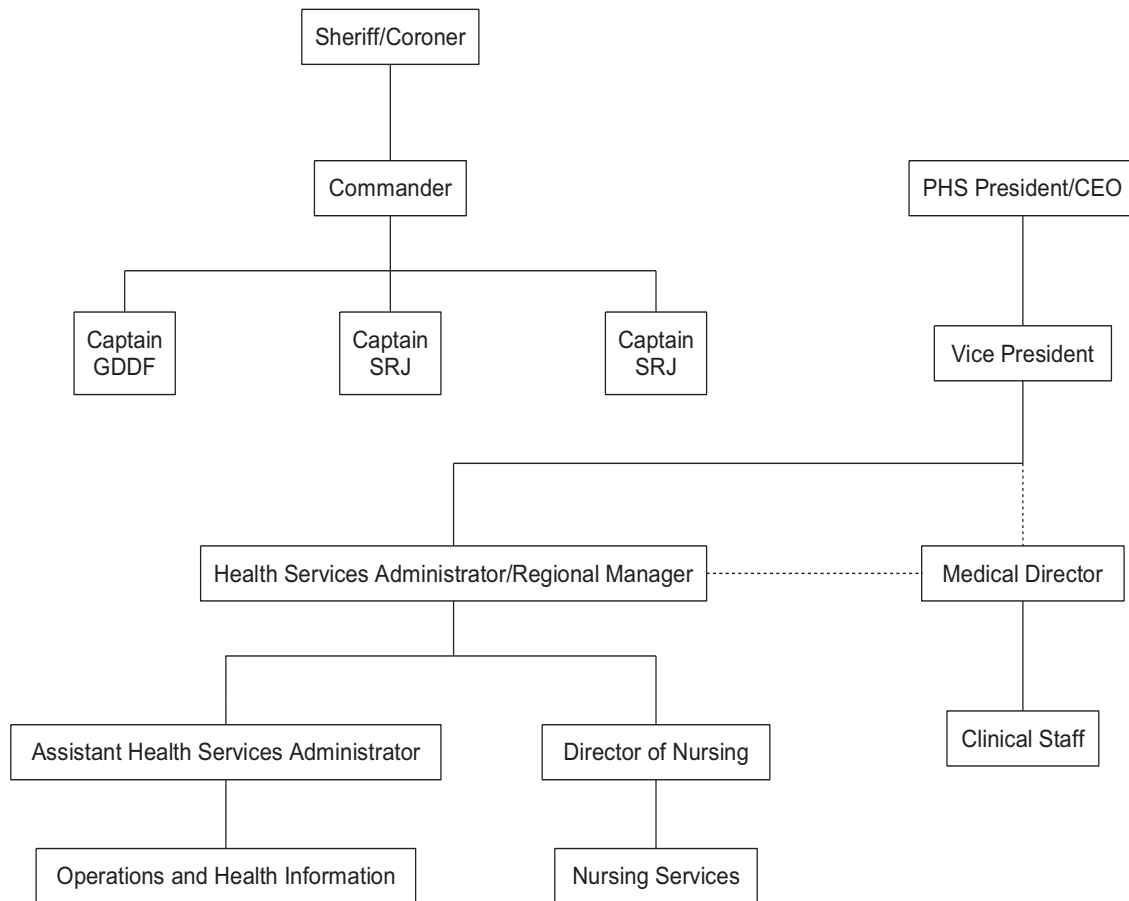 Sheriff/Coroner
Commander
PHS President/CEO
Captain
GDDF
Captain
SRJ
Captain
SRJ
Vice President
Health Services Administrator/Regional Manager
Medical Director
Assistant Health Services Administrator
Director of Nursing
Clinical Staff
Operations and Health Information
Nursing Services